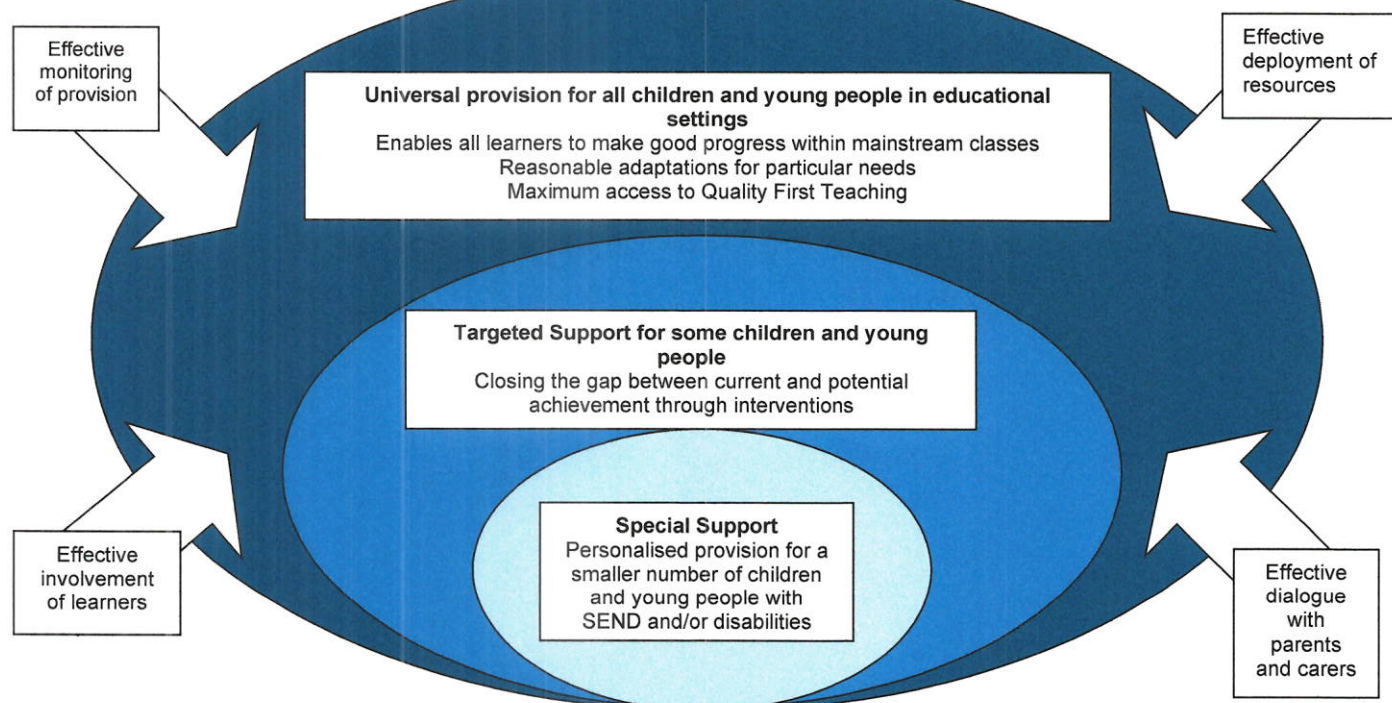 Effective
monitoring
of provision
Effective
deployment of
resources
Universal provision for all children and young people in educational
settings
Enables all learners to make good progress within mainstream classes
Reasonable adaptations for particular needs
Maximum access to Quality First Teaching
Targeted Support for some children and young
people
Closing the gap between current and potential
achievement through interventions
Special Support
Personalised provision for a
smaller number of children
and young people with
SEND and/or disabilities
Effective
involvement
of learners
Effective
dialogue
with
parents
and carers